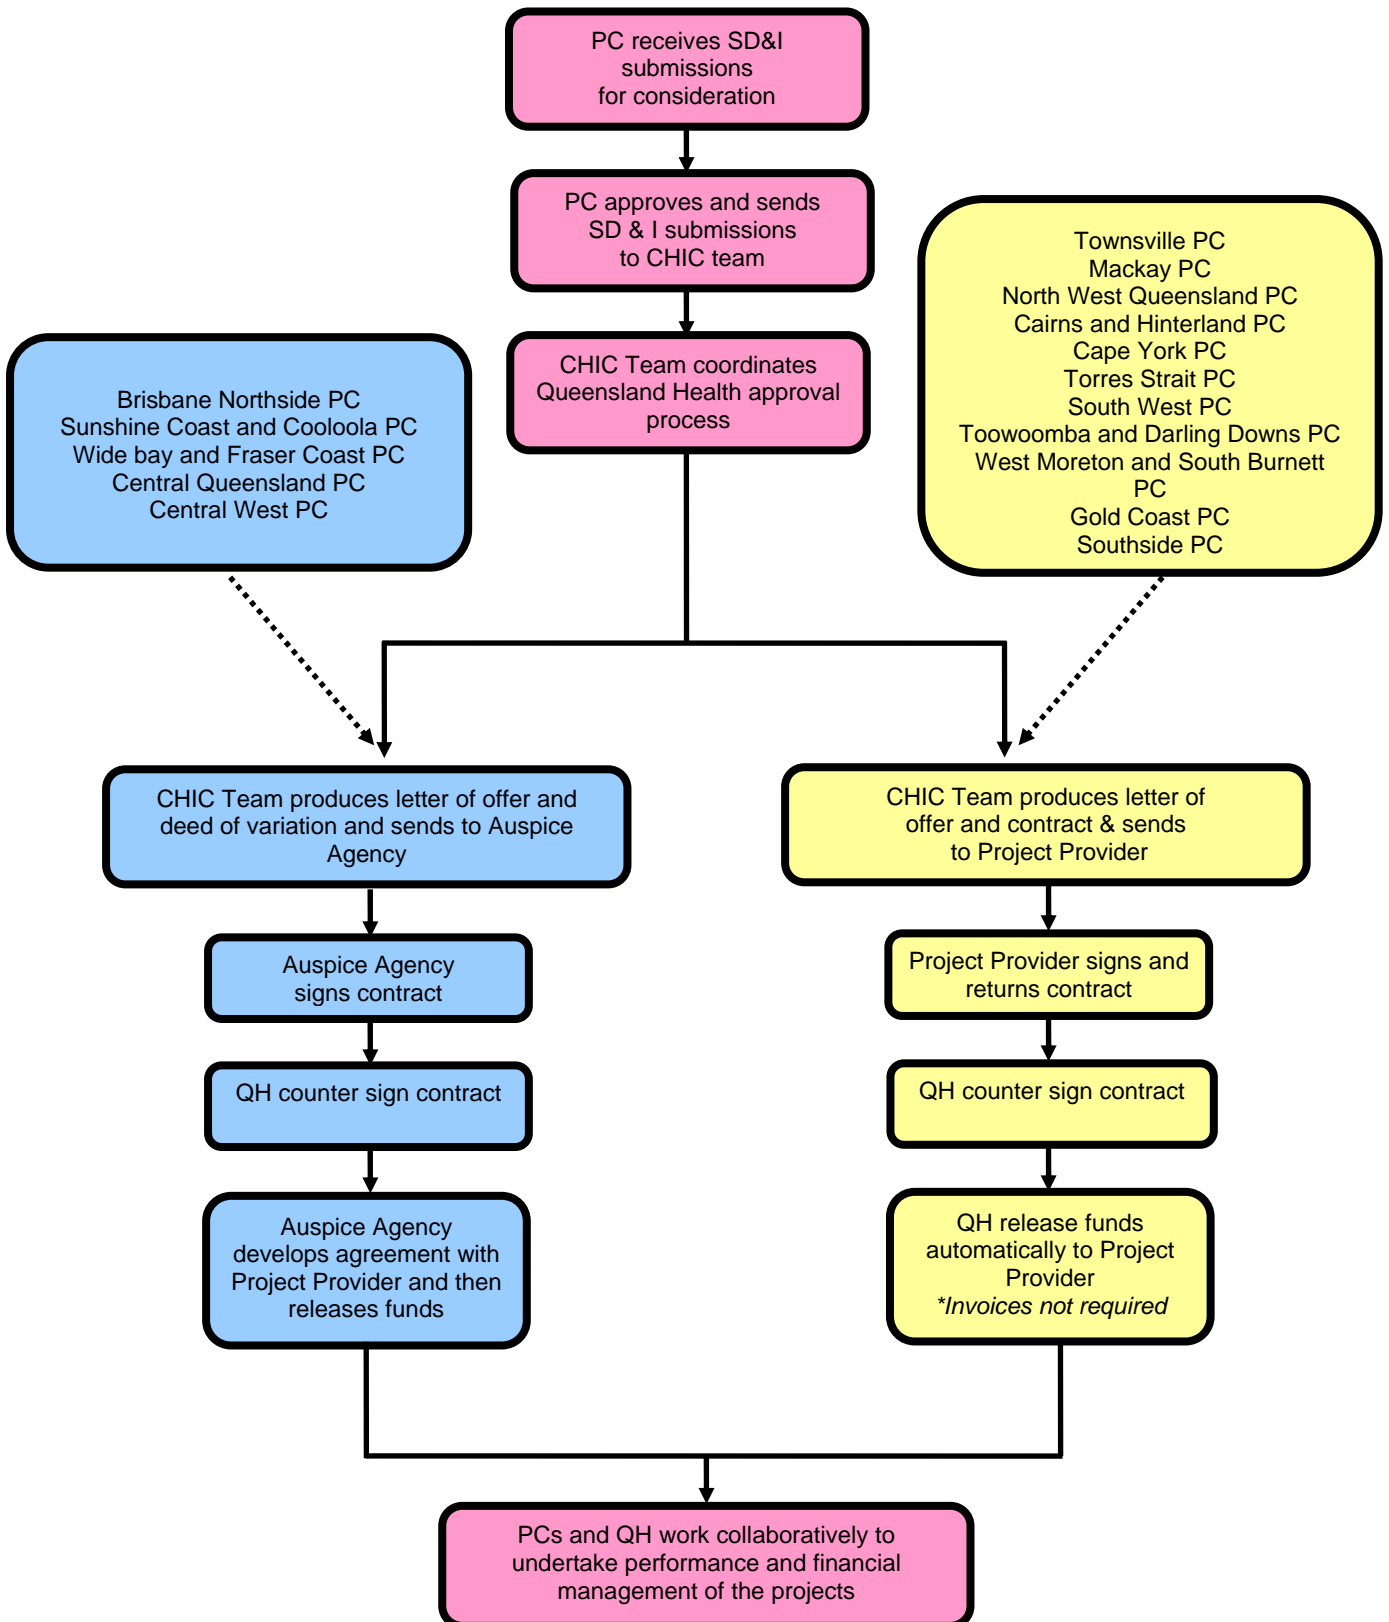 PC receives SD&I
submissions
for consideration
PC approves and sends
SD & I submissions
to CHIC team
CHIC Team coordinates
Queensland Health approval
process
Brisbane Northside PC
Sunshine Coast and Cooloola PC
Wide bay and Fraser Coast PC
Central Queensland PC
Central West PC
Townsville PC
Mackay PC
North West Queensland PC
Cairns and Hinterland PC
Cape York PC
Torres Strait PC
South West PC
Toowoomba and Darling Downs PC
West Moreton and South Burnett
PC
Gold Coast PC
Southside PC
CHIC Team produces letter of offer and
deed of variation and sends to Auspice
Agency
Auspice Agency
signs contract
QH counter sign contract
Auspice Agency
develops agreement with
Project Provider and then
releases funds
CHIC Team produces letter of
offer and contract & sends
to Project Provider
Project Provider signs and
returns contract
QH counter sign contract
QH release funds
automatically to Project
Provider
*Invoices not required
PCs and QH work collaboratively to
undertake performance and financial
management of the projects